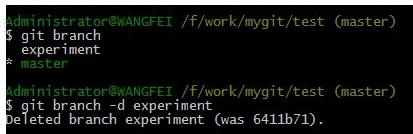 Administrator@WANGFEI /f/work/mygit/test (master)
$ git branch
  experiment
* master
Administrator@WANGFEI /f/work/mygit/test (master)
$ git branch -d experiment
Deleted branch experiment (was 6411b71).